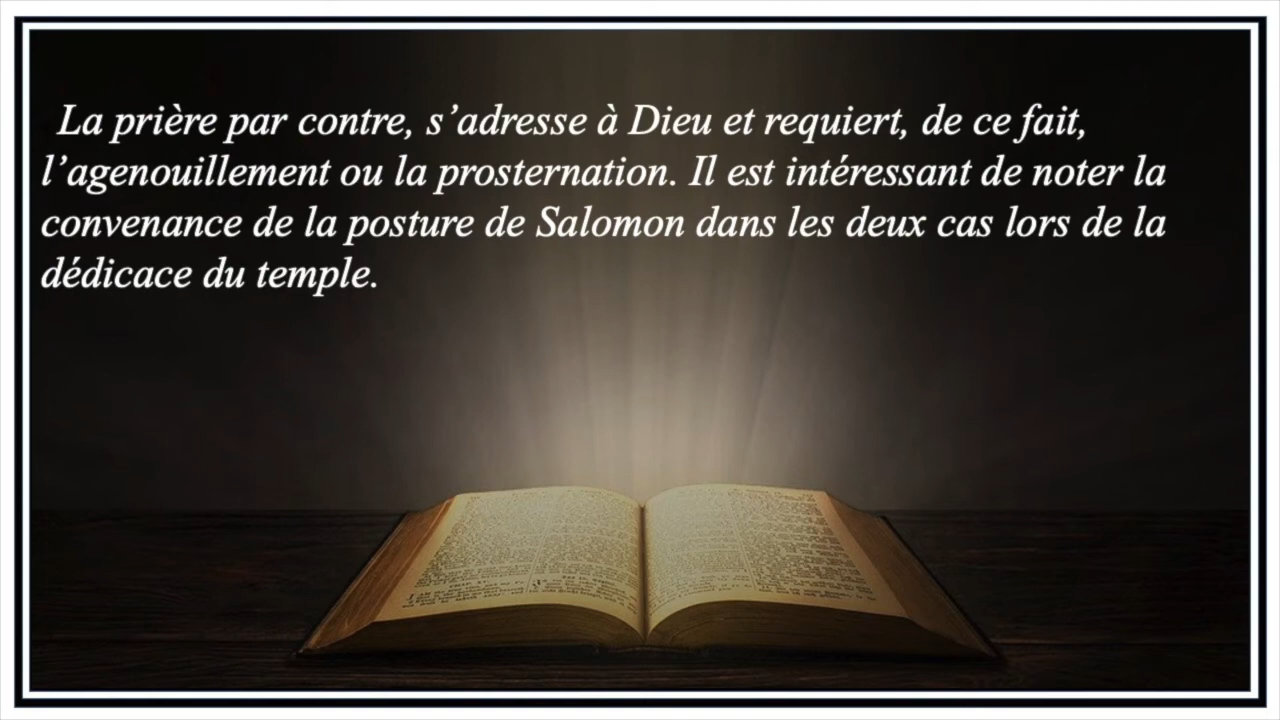 La prière par contre, s’adresse à Dieu et requiert, de ce fait,
l’agenouillement ou la prosternation. Il est intéressant de noter la
convenance de la posture de Salomon dans les deux cas lors de la
dédicace du temple.